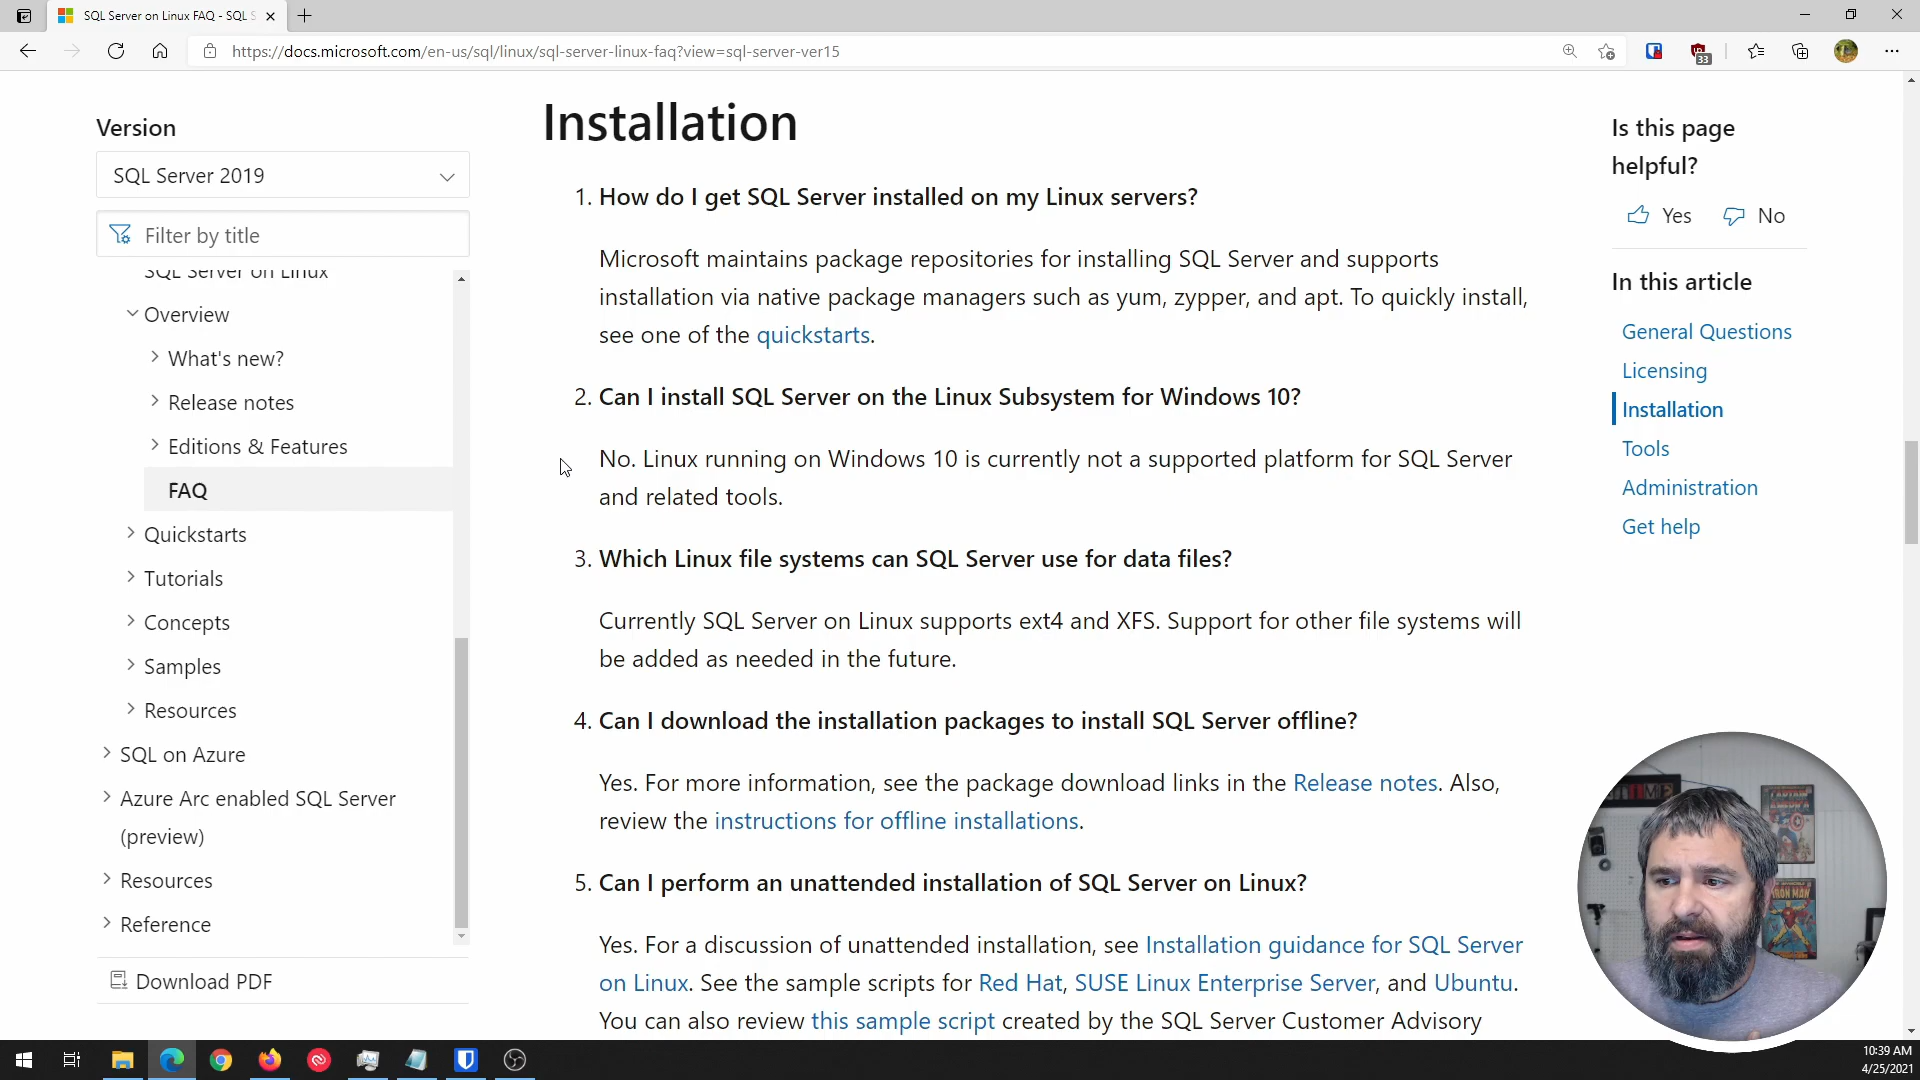 SQL Server on Linux FAQ - SQL S
https://docs.microsoft.com/en-us/sql/linux/sql-server-linux-faq?view=sql-server-ver15
33
Version
SQL Server 2019
Filter by title
SQL Server on Linux
Overview
What's new?
Release notes
Editions & Features
FAQ
Quickstarts
Tutorials
Concepts
Samples
Resources
SQL on Azure
Azure Arc enabled SQL Server
(preview)
Resources
Reference
Download PDF
Installation
1. How do I get SQL Server installed on my Linux servers?
Microsoft maintains package repositories for installing SQL Server and supports
installation via native package managers such as yum, zypper, and apt. To quickly install,
see one of the quickstarts.
2. Can I install SQL Server on the Linux Subsystem for Windows 10?
No. Linux running on Windows 10 is currently not a supported platform for SQL Server
and related tools.
3. Which Linux file systems can SQL Server use for data files?
Currently SQL Server on Linux supports ext4 and XFS. Support for other file systems will
be added as needed in the future.
4. Can I download the installation packages to install SQL Server offline?
Yes. For more information, see the package download links in the Release notes. Also,
review the instructions for offline installations.
5. Can I perform an unattended installation of SQL Server on Linux?
Yes. For a discussion of unattended installation, see Installation guidance for SQL Server
on Linux. See the sample scripts for Red Hat, SUSE Linux Enterprise Server, and Ubuntu.
You can also review this sample script created by the SQL Server Customer Advisory
Is this page
helpful?
Yes No
In this article
General Questions
Licensing
Installation
Tools
Administration
Get help
CAPTAIN
IRON MAN
10:39 AM
4/25/2021